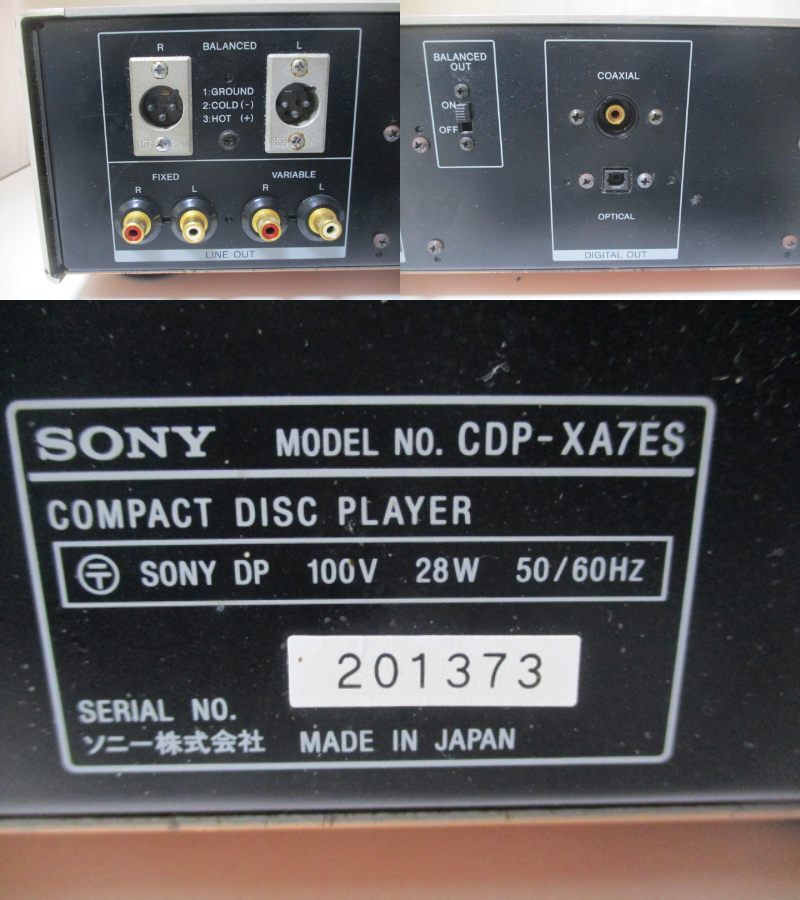 R BALANCED L
1:GROUND
2:COLD (-)
3:HOT (+)
FIXED VARIABLE
R L R L
LINE OUT
BALANCED
OUT
ON
OFF
COAXIAL
OPTICAL
DIGITAL OUT
SONY MODEL NO. CDP-XA7ES
COMPACT DISC PLAYER
SONY DP 100V 28W 50/60Hz
201373
SERIAL NO.
ソニー株式会社 MADE IN JAPAN